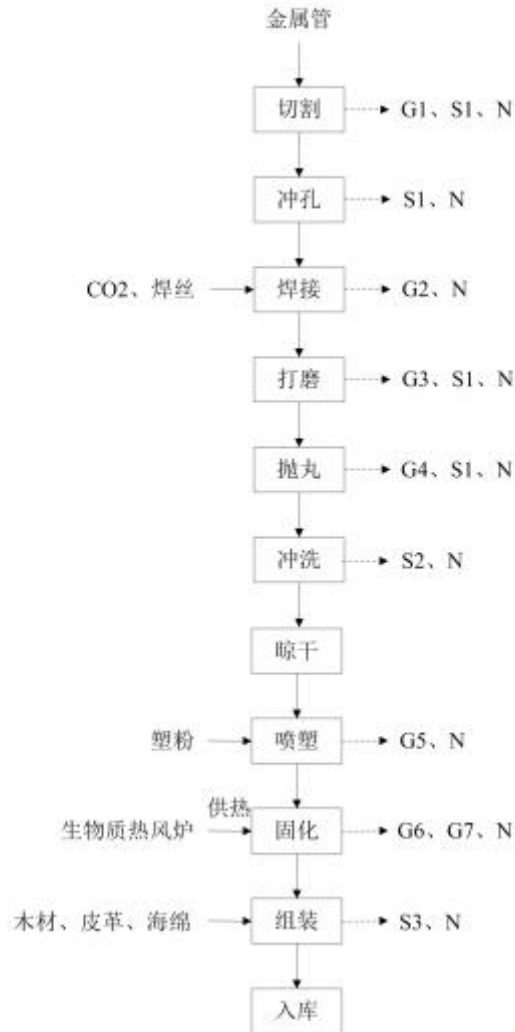 金属管
切割
G1、S1、N
冲孔
S1、N
CO2、焊丝
焊接
G2、N
打磨
G3、S1、N
抛丸
G4、S1、N
冲洗
S2、N
晾干
塑粉
喷塑
G5、N
供热
生物质热风炉
固化
G6、G7、N
木材、皮革、海绵
组装
S3、N
入库